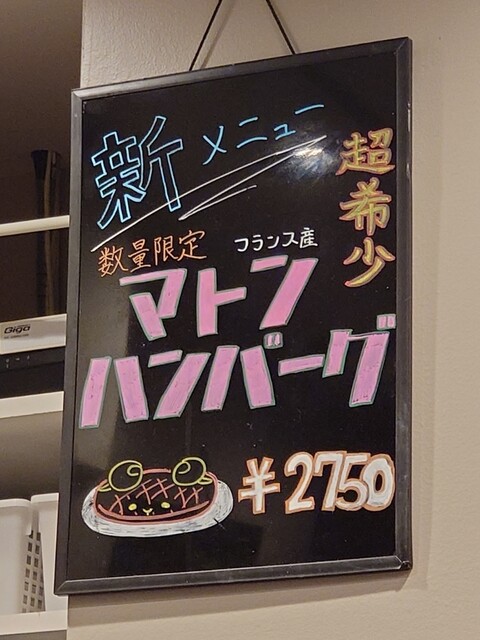 新メニュー
超希少
数量限定 フランス産
マトン
ハンバーグ
¥2750
Giga